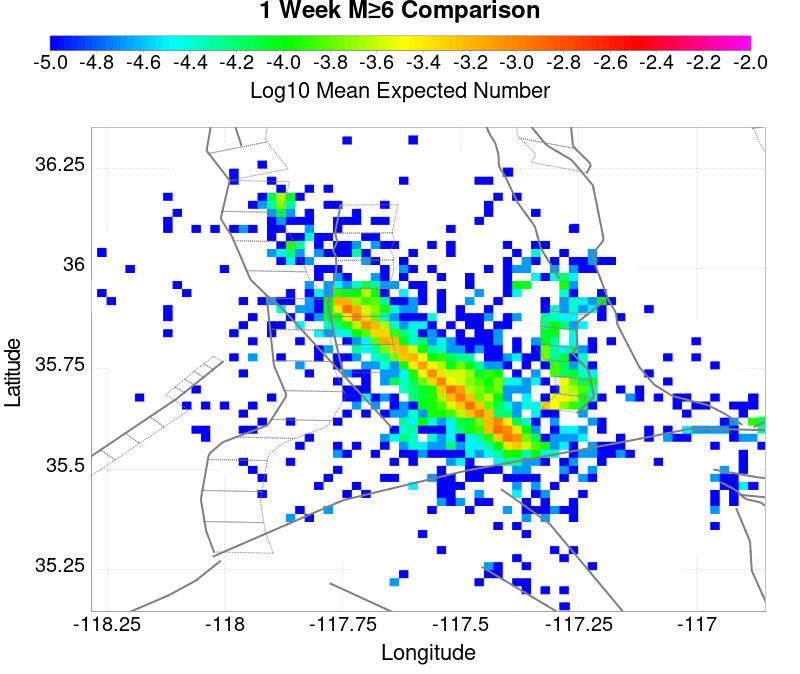 1 Week M≥6 Comparison
-5.0 -4.8 -4.6 -4.4 -4.2 -4.0 -3.8 -3.6 -3.4 -3.2 -3.0 -2.8 -2.6 -2.4 -2.2 -2.0
Log10 Mean Expected Number
36.25
36
35.75
35.5
35.25
Latitude
-118.25 -118 -117.75 -117.5 -117.25 -117
Longitude